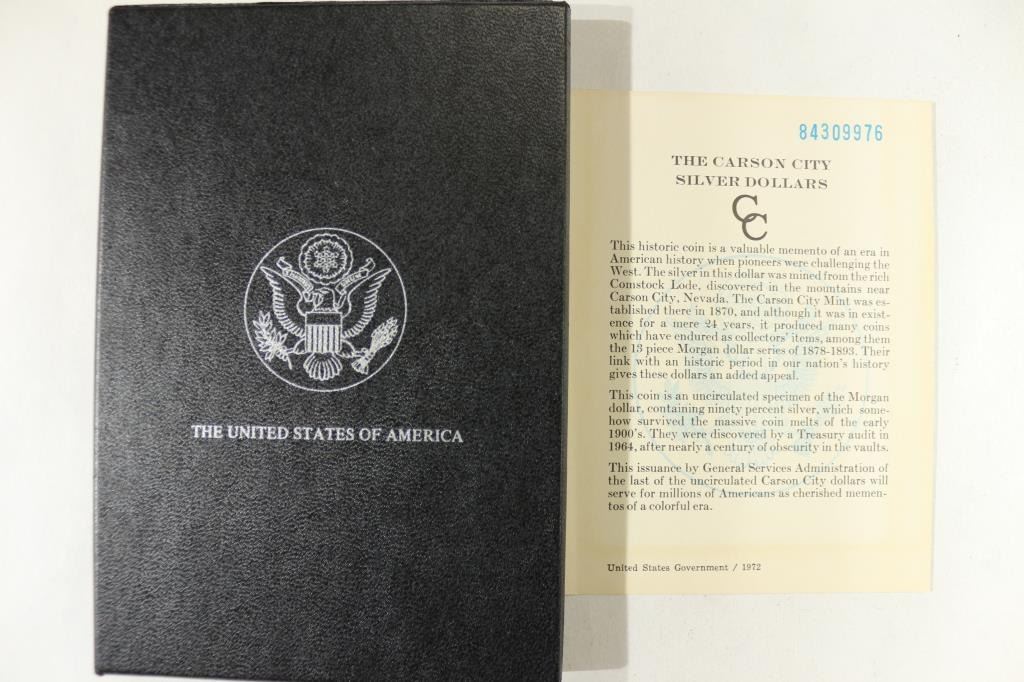 THE UNITED STATES OF AMERICA
84309976
THE CARSON CITY
SILVER DOLLARS
CC
This historic coin is a valuable memento of an era in
American history when pioneers were challenging the
West. The silver in this dollar was mined from the rich
Comstock Lode, discovered in the mountains near
Carson City, Nevada. The Carson City Mint was es-
tablished there in 1870, and although it was in exist-
ence for a mere 24 years, it produced many coins
which have endured as collectors' items, among them
the 13 piece Morgan dollar series of 1878-1893. Their
link with an historic period in our nation's history
gives these dollars an added appeal.
This coin is an uncirculated specimen of the Morgan
dollar, containing ninety percent silver, which some-
how survived the massive coin melts of the early
1900's. They were discovered by a Treasury audit in
1964, after nearly a century of obscurity in the vaults.
This issuance by General Services Administration of
the last of the uncirculated Carson City dollars will
serve for millions of Americans as cherished memen-
tos of a colorful era.
United States Government / 1972